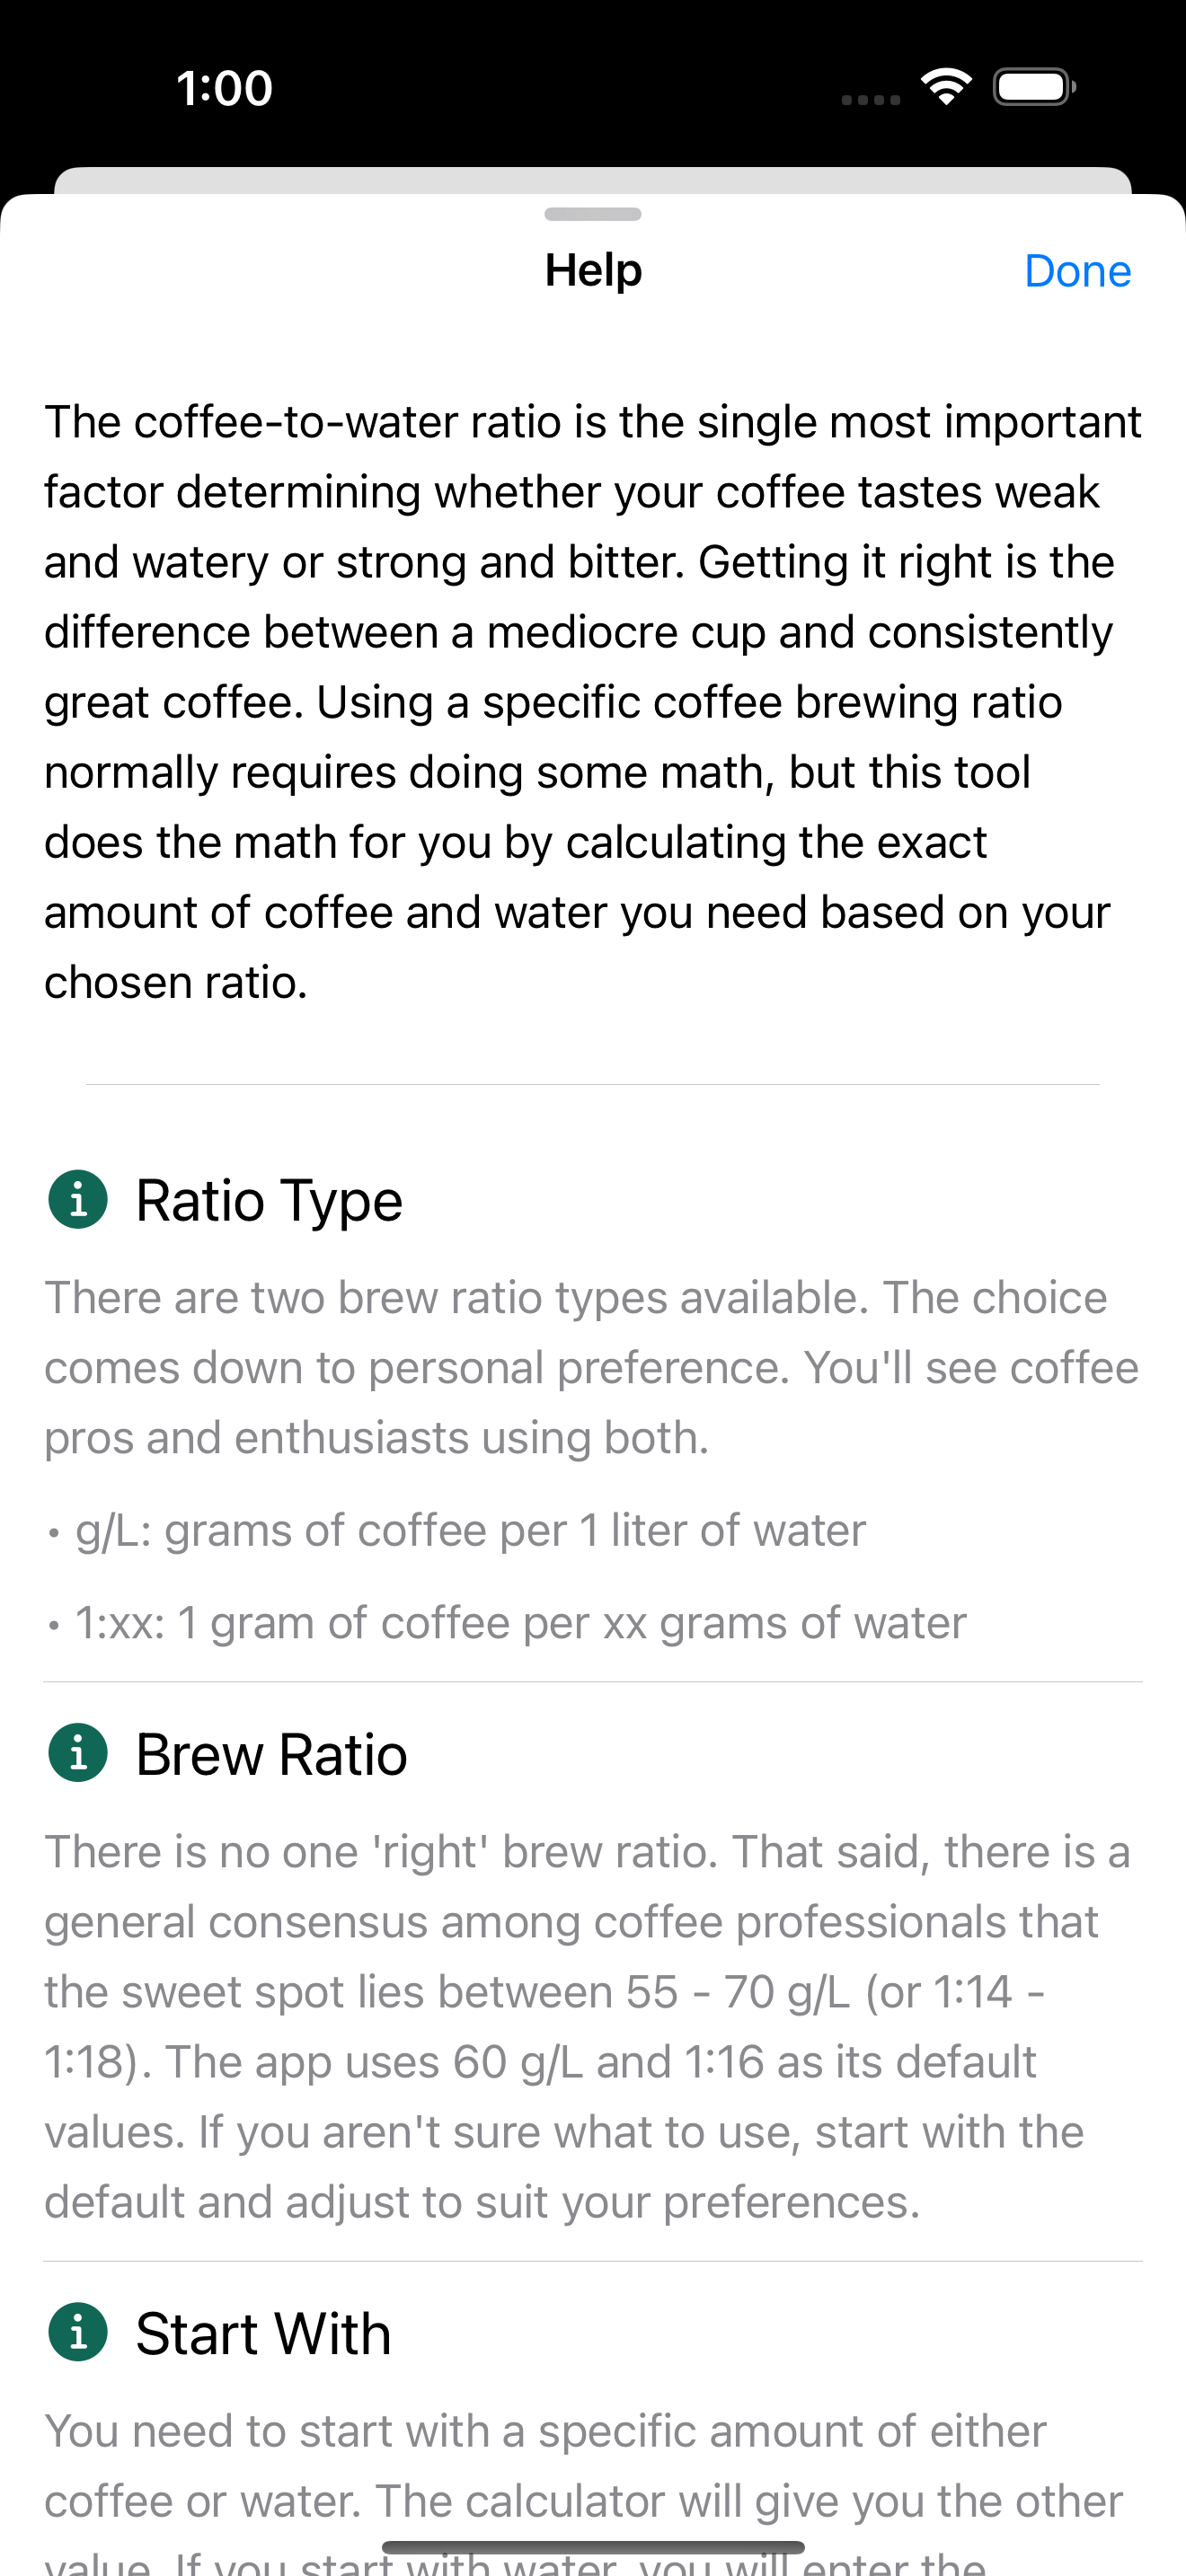 1:00
Help
Done
The coffee-to-water ratio is the single most important
factor determining whether your coffee tastes weak
and watery or strong and bitter. Getting it right is the
difference between a mediocre cup and consistently
great coffee. Using a specific coffee brewing ratio
normally requires doing some math, but this tool
does the math for you by calculating the exact
amount of coffee and water you need based on your
chosen ratio.
Ratio Type
There are two brew ratio types available. The choice
comes down to personal preference. You'll see coffee
pros and enthusiasts using both.
• g/L: grams of coffee per 1 liter of water
• 1:xx: 1 gram of coffee per xx grams of water
Brew Ratio
There is no one 'right' brew ratio. That said, there is a
general consensus among coffee professionals that
the sweet spot lies between 55 - 70 g/L (or 1:14 -
1:18). The app uses 60 g/L and 1:16 as its default
values. If you aren't sure what to use, start with the
default and adjust to suit your preferences.
Start With
You need to start with a specific amount of either
coffee or water. The calculator will give you the other
value. If you start with water, you will enter the